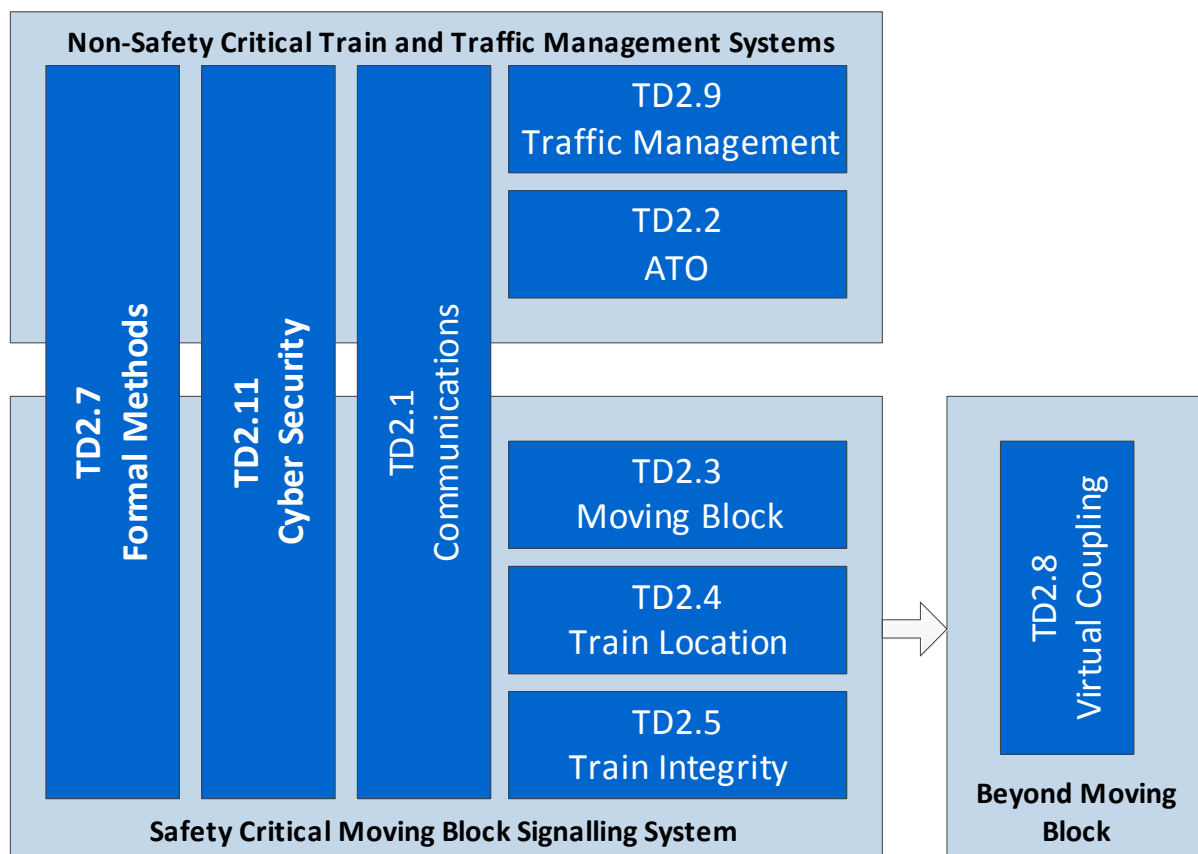 Non-Safety Critical Train and Traffic Management Systems
TD2.7
Formal Methods
TD2.11
Cyber Security
TD2.1
Communications
TD2.9
Traffic Management
TD2.2
ATO
TD2.3
Moving Block
TD2.4
Train Location
TD2.5
Train Integrity
Safety Critical Moving Block Signalling System
TD2.8
Virtual Coupling
Beyond Moving
Block